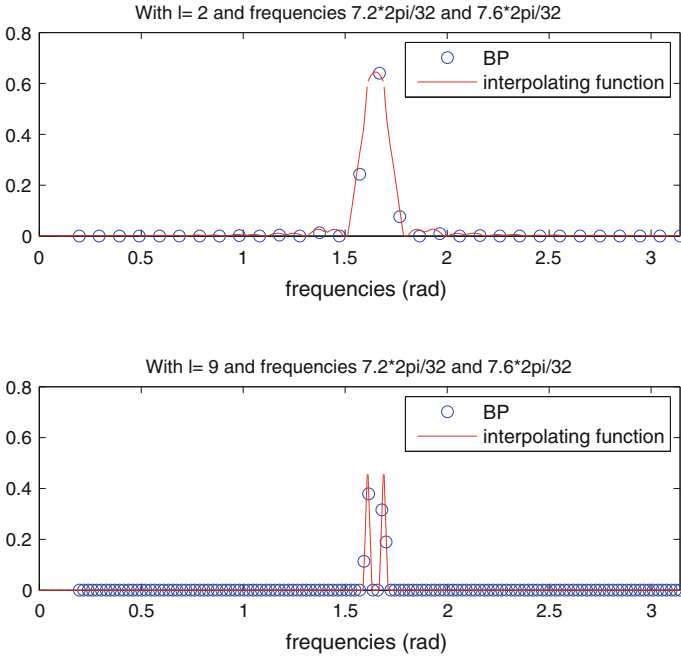 With l= 2 and frequencies 7.2*2pi/32 and 7.6*2pi/32
0.8
0.6
0.4
0.2
0
BP
interpolating function
0 0.5 1 1.5 2 2.5 3
frequencies (rad)
With l= 9 and frequencies 7.2*2pi/32 and 7.6*2pi/32
0.8
0.6
0.4
0.2
0
BP
interpolating function
0 0.5 1 1.5 2 2.5 3
frequencies (rad)